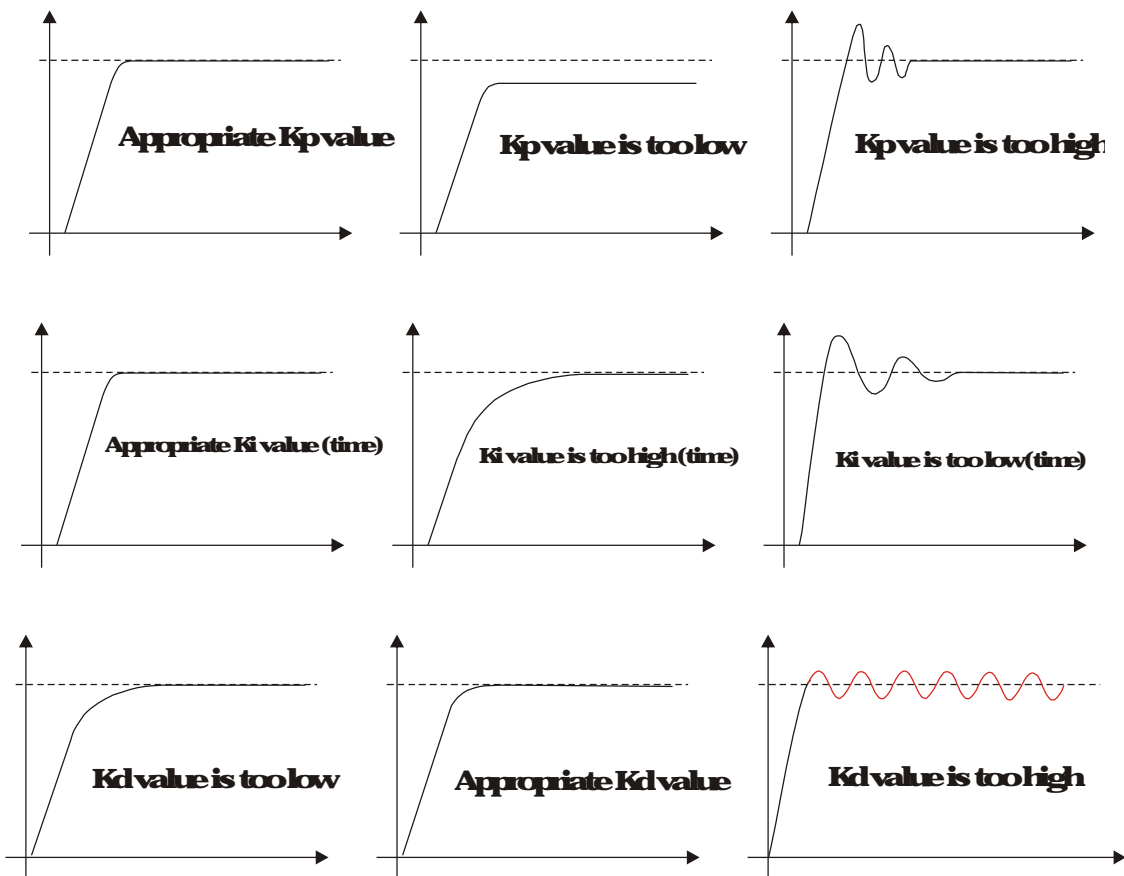 Appropriate Kp value
Kp value is too low
Kp value is too high
Appropriate Ki value (time)
Ki value is too high (time)
Ki value is too low (time)
Kd value is too low
Appropriate Kd value
Kd value is too high